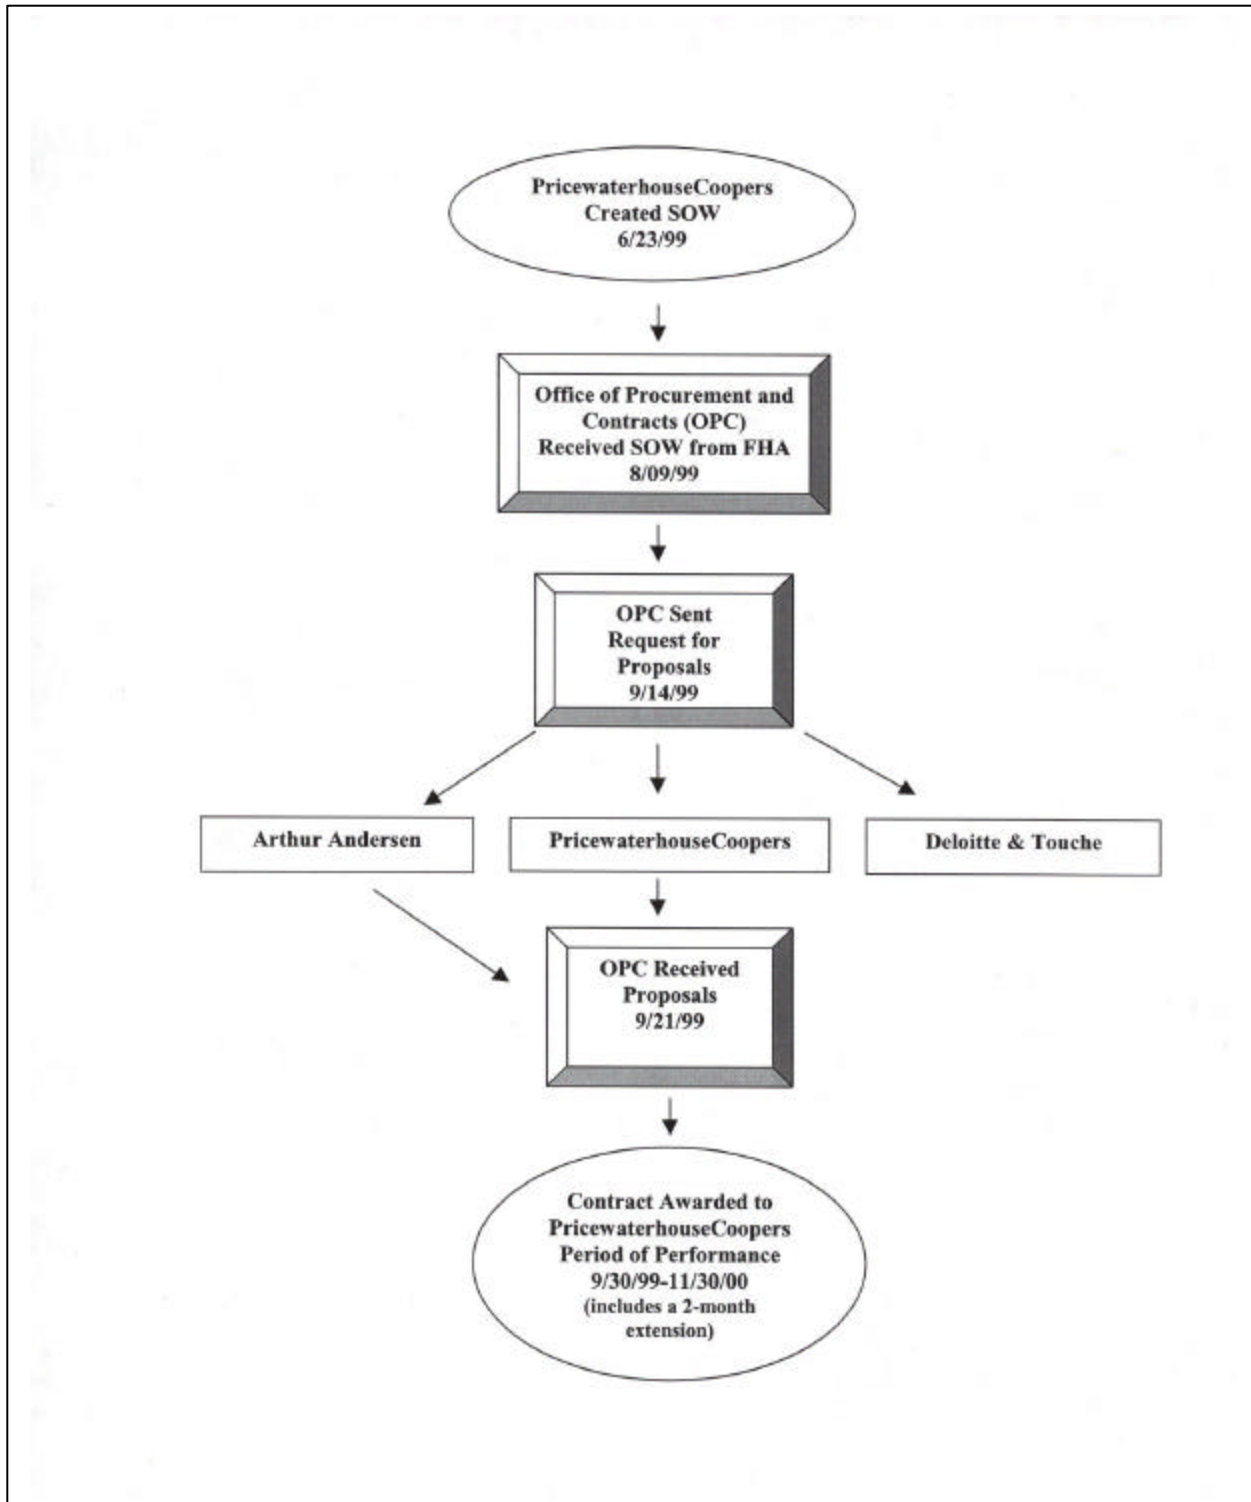 PricewaterhouseCoopers
Created SOW
6/23/99
Office of Procurement and
Contracts (OPC)
Received SOW from FHA
8/09/99
OPC Sent
Request for
Proposals
9/14/99
Arthur Andersen
PricewaterhouseCoopers
Deloitte & Touche
OPC Received
Proposals
9/21/99
Contract Awarded to
PricewaterhouseCoopers
Period of Performance
9/30/99-11/30/00
(includes a 2-month
extension)